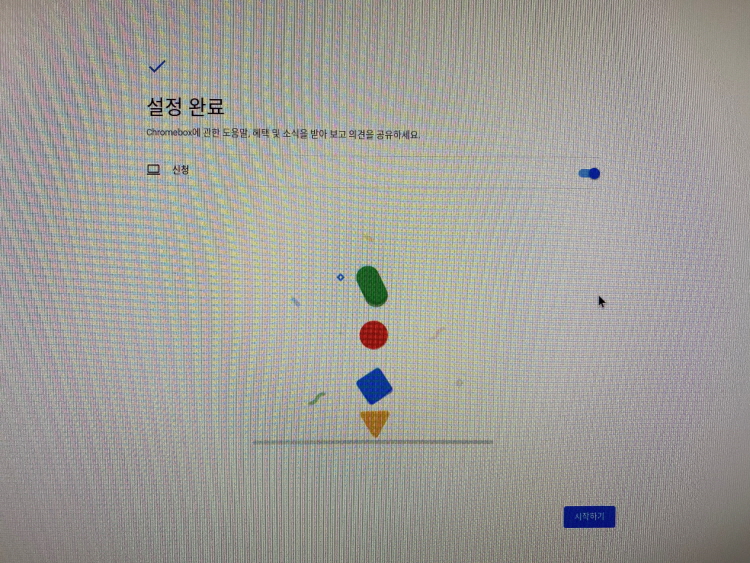 설정 완료
Chromebox에 관한 도움말, 혜택 및 소식을 받아 보고 의견을 공유하세요.
신청
시작하기